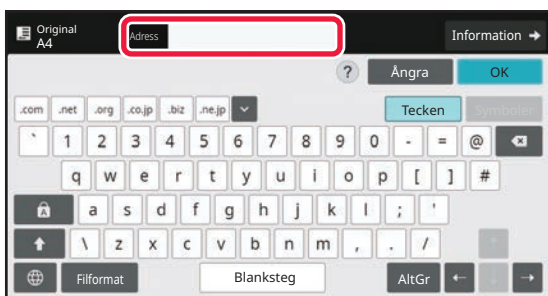 Original
A4
Adress
Information →
? Ångra OK
.com .net .org .co.jp .biz .ne.jp Tecken Symboler
` 1 2 3 4 5 6 7 8 9 0 - = @
q w e r t y u i o p [ ] #
A a s d f g h j k l ; '
\ z x c v b n m , . /
Filformat Blanksteg AltGr ← ↓ →